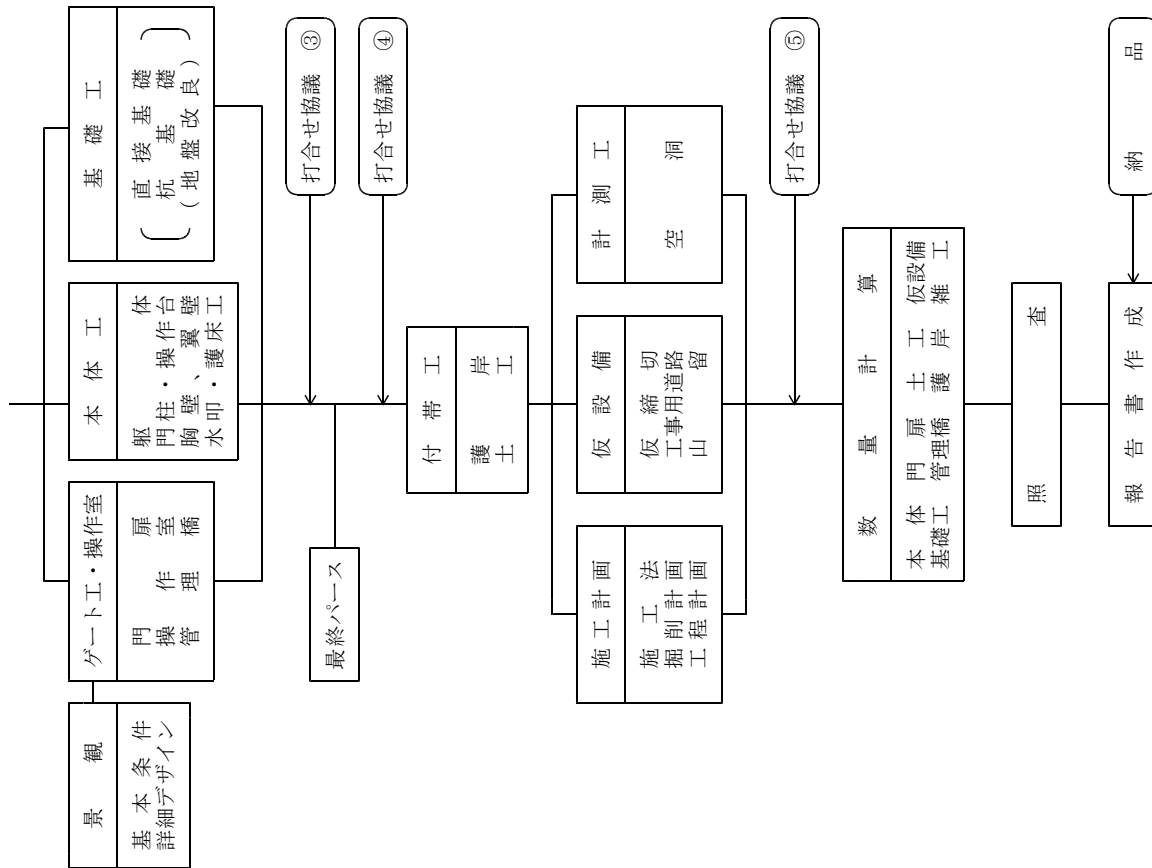 景観
基本条件
詳細デザイン
ゲート工・操作室
門扉
操作室
管理橋
本体工
躯体
門柱・操作台
胸壁、翼壁
水叩・護床工
基礎工
直接基礎
杭基礎
(地盤改良)
打合せ協議 ③
最終パース
打合せ協議 ④
付帯工
護岸
土工
施工計画
施工法
掘削計画
工程計画
仮設備
仮締切
工事用道路
山留
計測工
空洞
打合せ協議 ⑤
数量計算
本体 門扉 土工 仮設備
基礎工 管理橋 護岸 雑工
照査
報告書作成
納品